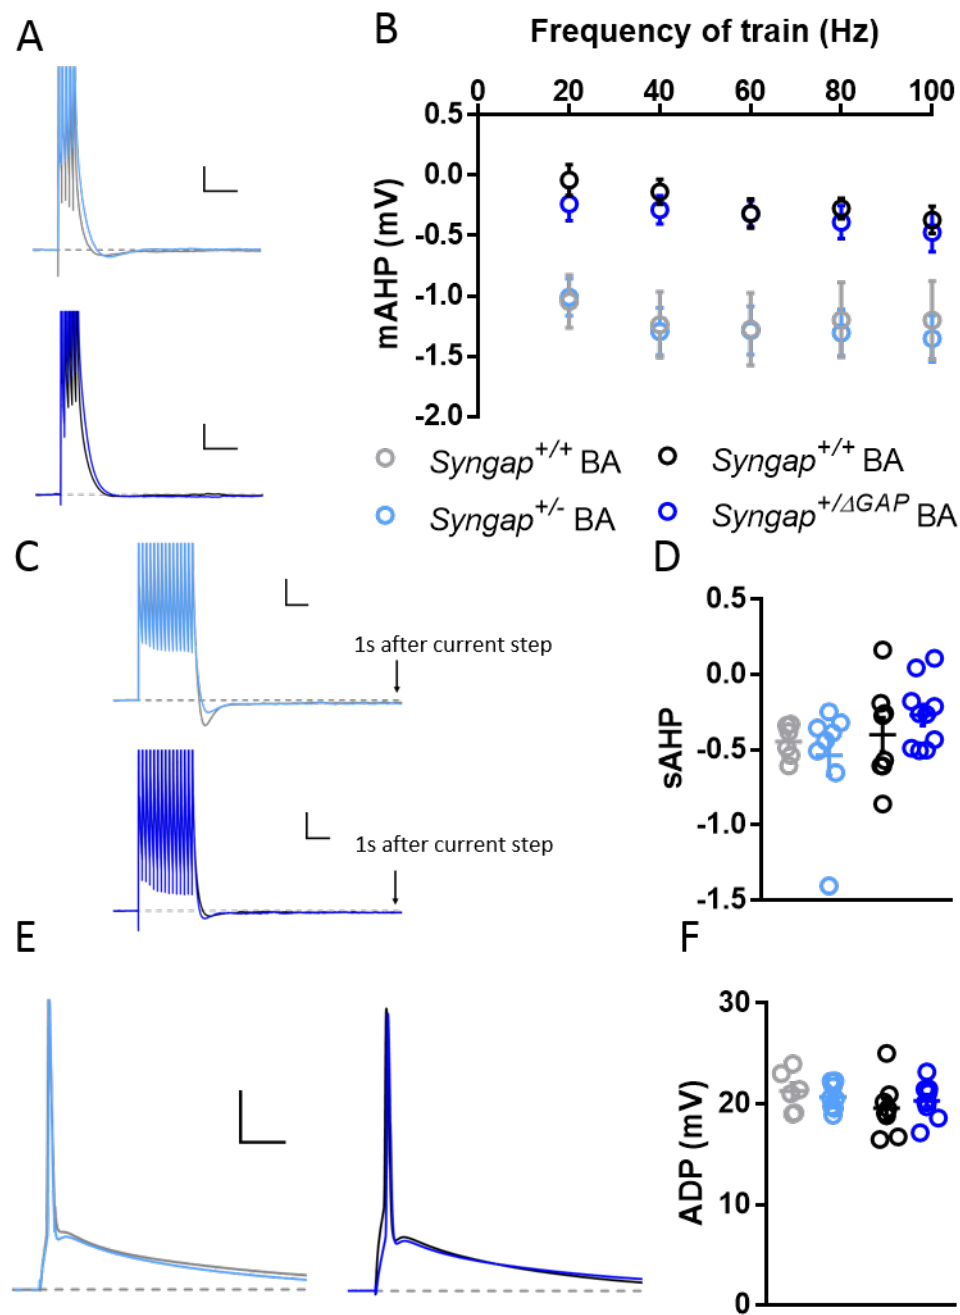 A
B
Frequency of train (Hz)
0 20 40 60 80 100
0.5
0.0
-0.5
-1.0
-1.5
-2.0
mAHP (mV)
Syngap+/+ BA
Syngap+/+ BA
Syngap+/- BA
Syngap+/ΔGAP BA
C
1s after current step
1s after current step
D
0.5
0.0
-0.5
-1.0
-1.5
sAHP
E
F
30
20
10
0
ADP (mV)